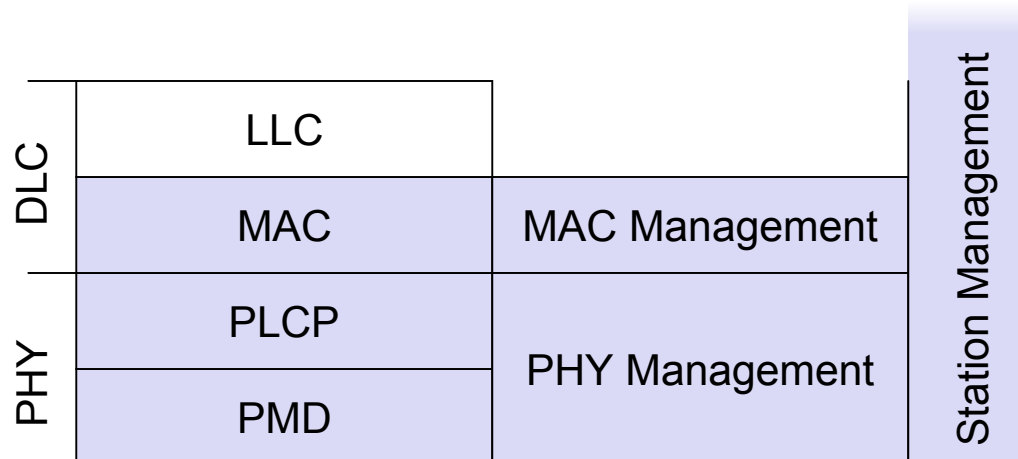 DLC
LLC
MAC
MAC Management
PHY
PLCP
PMD
PHY Management
Station Management